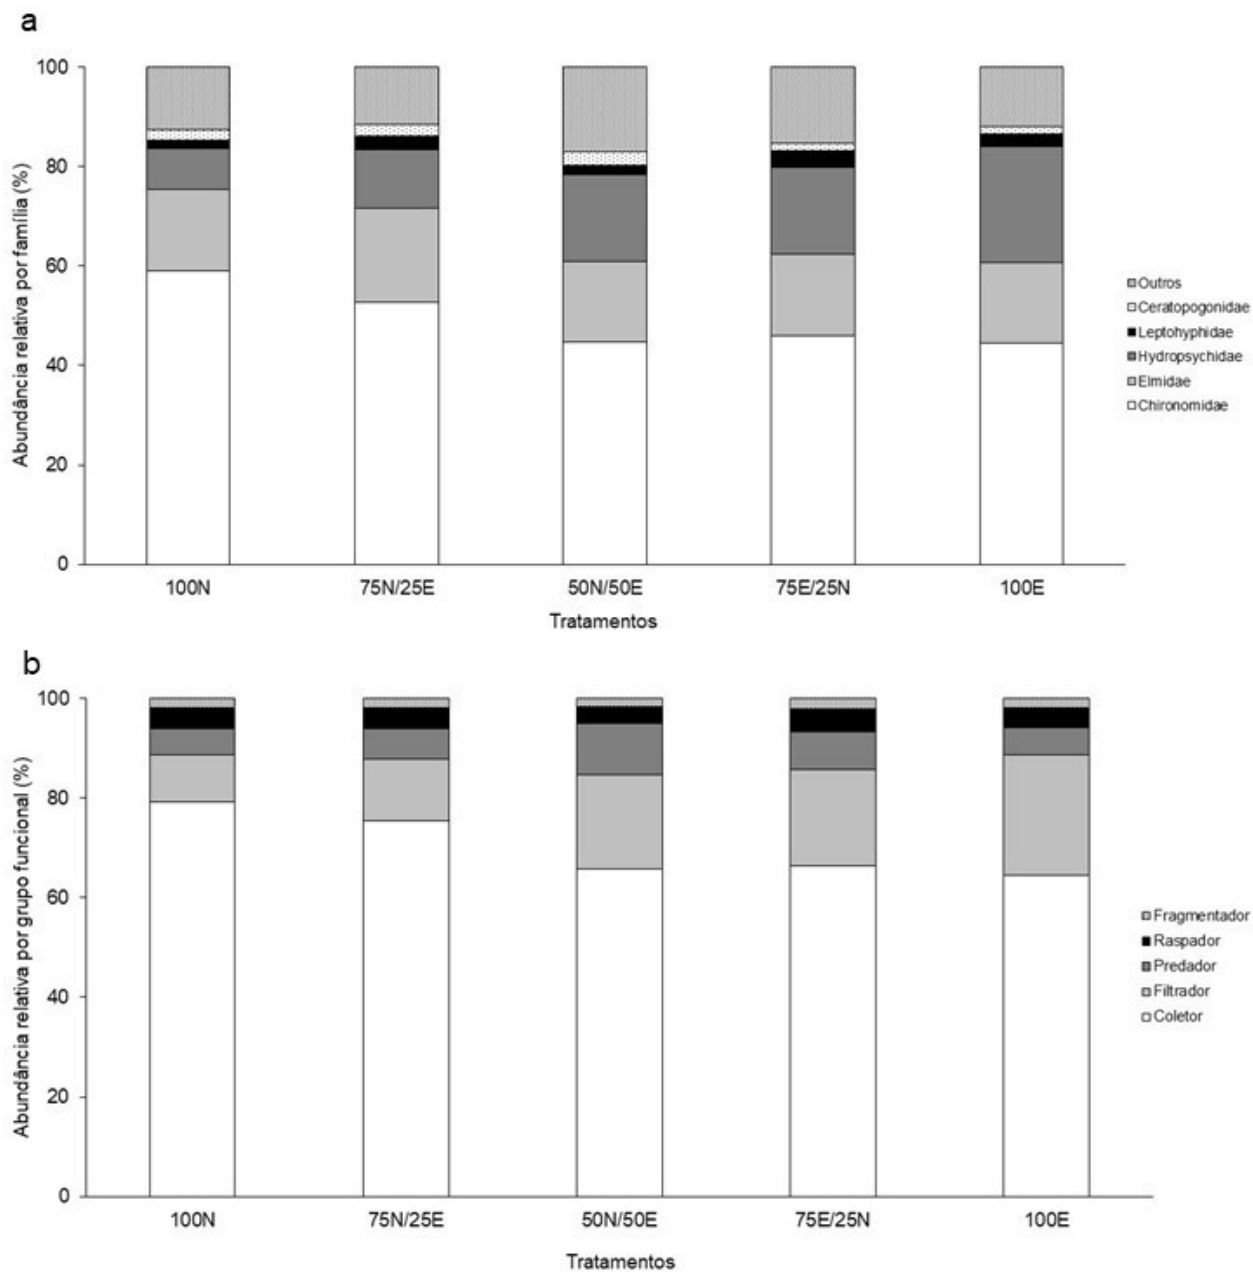 a
Abundância relativa por família (%)
100
80
60
40
20
0
100N 75N/25E 50N/50E 75E/25N 100E
Tratamentos
Outros
Ceratopogonidae
Leptohyphidae
Hydropsychidae
Elmidae
Chironomidae
b
Abundância relativa por grupo funcional (%)
100
80
60
40
20
0
100N 75N/25E 50N/50E 75E/25N 100E
Tratamentos
Fragmentador
Raspador
Predador
Filtrador
Coletor